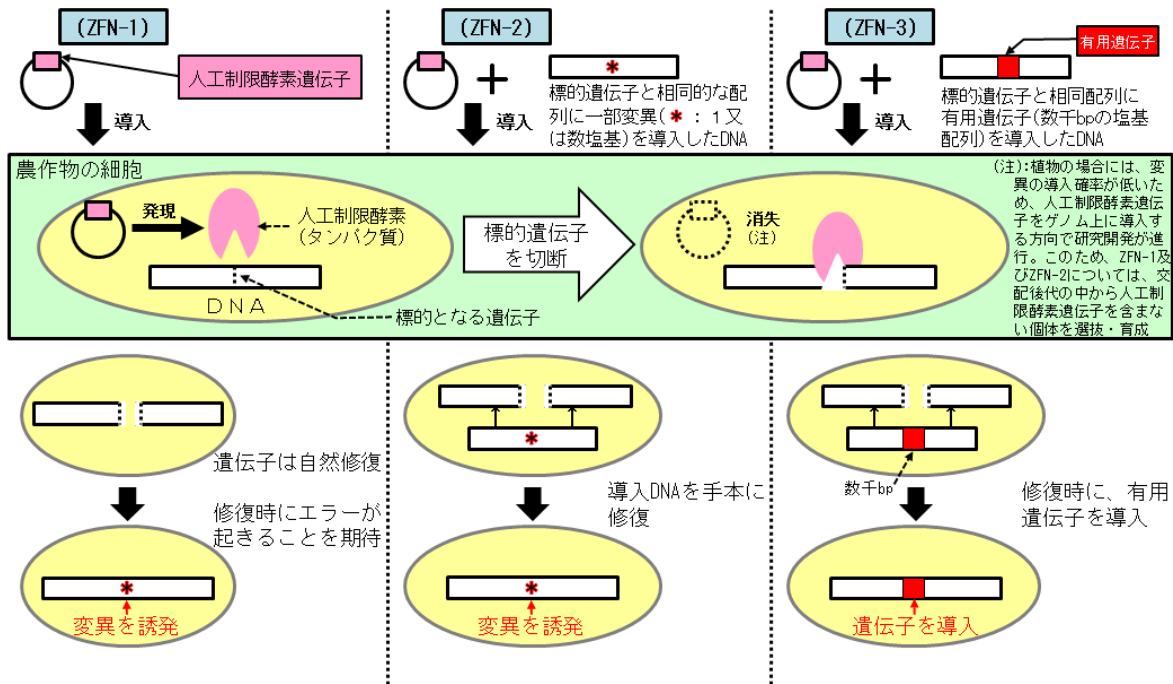 (ZFN-1)
人工制限酵素遺伝子
導入
(ZFN-2)
*
標的遺伝子と相同的な配
列に一部変異(*：１又
は数塩基)を導入したDNA
導入
(ZFN-3)
有用遺伝子
標的遺伝子と相同配列に
有用遺伝子(数千bpの塩基
配列)を導入したDNA
導入
農作物の細胞
発現
人工制限酵素
(タンパク質)
ＤＮＡ
標的となる遺伝子
標的遺伝子
を切断
消失
(注)
(注)：植物の場合には、変
異の導入確率が低いた
め、人工制限酵素遺伝
子をゲノム上に導入す
る方向で研究開発が進
行。このため、ZFN-1及
びZFN-2については、交
配後代の中から人工制
限酵素遺伝子を含まな
い個体を選抜・育成
遺伝子は自然修復
修復時にエラーが
起きることを期待
*
変異を誘発
*
導入DNAを手本に
修復
*
変異を誘発
数千bp
修復時に、有用
遺伝子を導入
遺伝子を導入